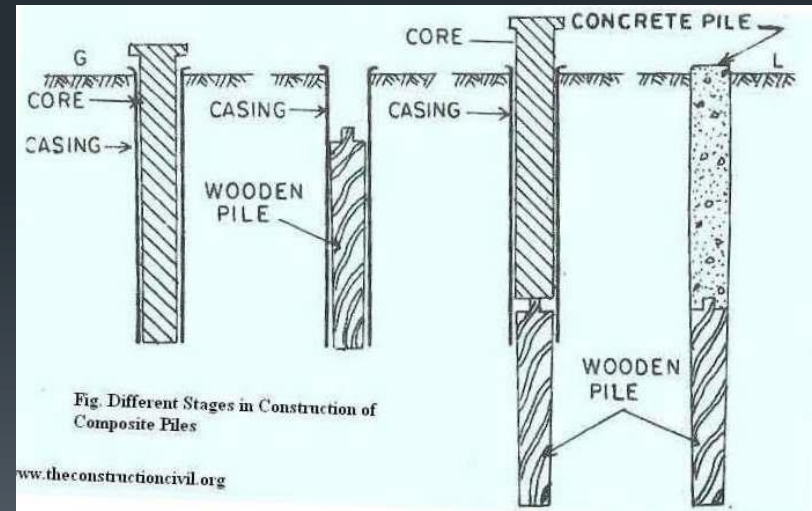 G
CORE
CASING
CASING
WOODEN
PILE
CORE
CASING
CONCRETE PILE
L
WOODEN
PILE
Fig. Different Stages in Construction of
Composite Piles
ww.theconstructioncivil.org